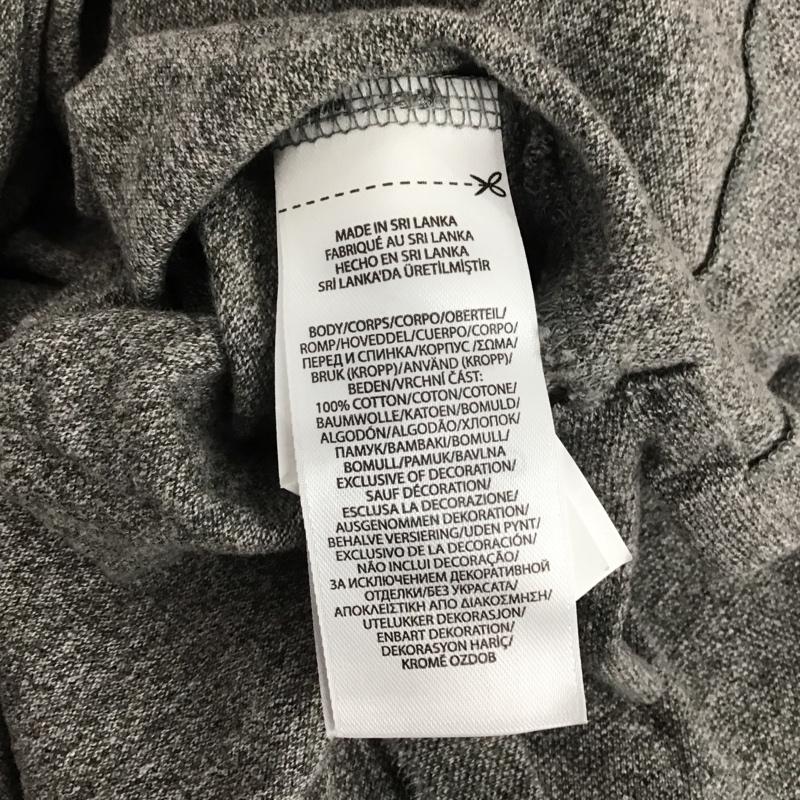 MADE IN SRI LANKA
FABRIQUÉ AU SRI LANKA
HECHO EN SRI LANKA
SRİ LANKA'DA ÜRETİLMİŞTİR
BODY/CORPS/CORPO/OBERTEIL/
ROMP/HOVEDDEL/CUERPO/CORPO/
ПЕРЕД И СПИНКА/КОРПУС /ΣΩΜΑ/
BRUK (KROPP)/ANVÄND (KROPP)/
BEDEN/VRCHNÍ ČÁST:
100% COTTON/COTON/COTONE/
BAUMWOLLE/KATOEN/BOMULD/
ALGODÓN/ALGODÃO/ХЛОПОК/
ПАМУК/ΒΑΜΒΑΚΙ/BOMULL/
BOMULL/PAMUK/BAVLNA
EXCLUSIVE OF DECORATION/
SAUF DÉCORATION/
ESCLUSA LA DECORAZIONE/
AUSGENOMMEN DEKORATION/
BEHALVE VERSIERING/UDEN PYNT/
EXCLUSIVO DE LA DECORACIÓN/
NÃO INCLUI DECORAÇÃO/
ЗА ИСКЛЮЧЕНИЕМ ДЕКОРАТИВНОЙ
ОТДЕЛКИ/БЕЗ УКРАСАТА/
ΑΠΟΚΛΕΙΣΤΙΚΗ ΑΠΟ ΔΙΑΚΟΣΜΗΣΗ/
UTELUKKER DEKORASJON/
ENBART DEKORATION/
DEKORASYON HARİÇ/
KROMĚ OZDOB